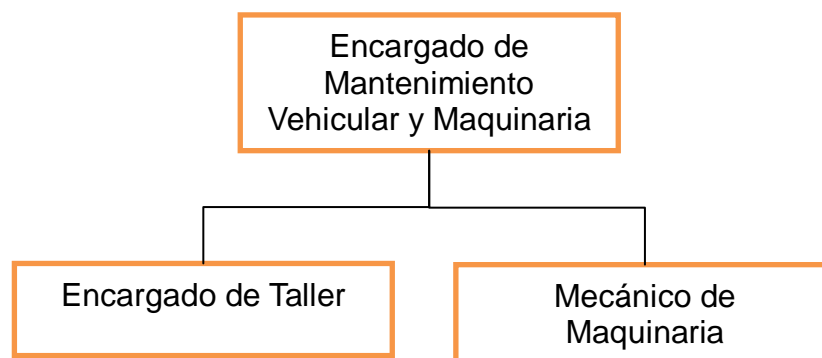 Encargado de
Mantenimiento
Vehicular y Maquinaria
Encargado de Taller
Mecánico de
Maquinaria